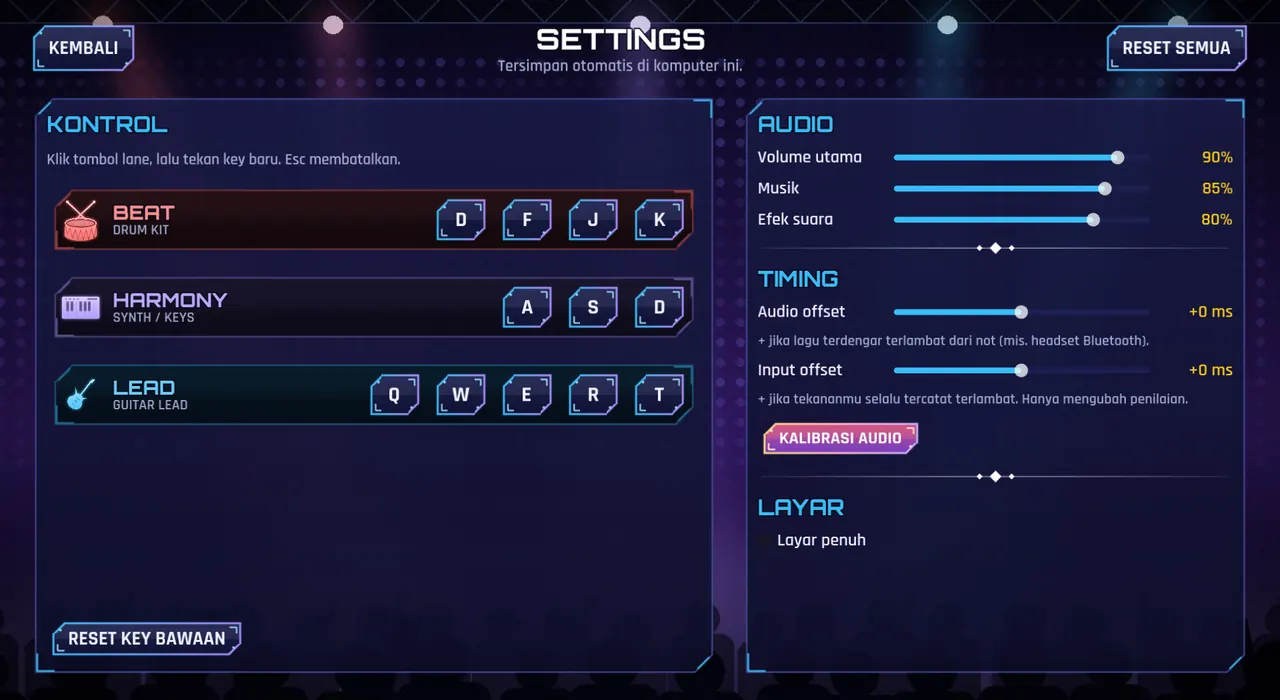 KEMBALI
SETTINGS
Tersimpan otomatis di komputer ini.
RESET SEMUA
KONTROL
Klik tombol lane, lalu tekan key baru. Esc membatalkan.
BEAT
DRUM KIT
D F J K
HARMONY
SYNTH / KEYS
A S D
LEAD
GUITAR LEAD
Q W E R T
RESET KEY BAWAAN
AUDIO
Volume utama 90%
Musik 85%
Efek suara 80%
TIMING
Audio offset +0 ms
+ jika lagu terdengar terlambat dari not (mis. headset Bluetooth).
Input offset +0 ms
+ jika tekananmu selalu tercatat terlambat. Hanya mengubah penilaian.
KALIBRASI AUDIO
LAYAR
Layar penuh